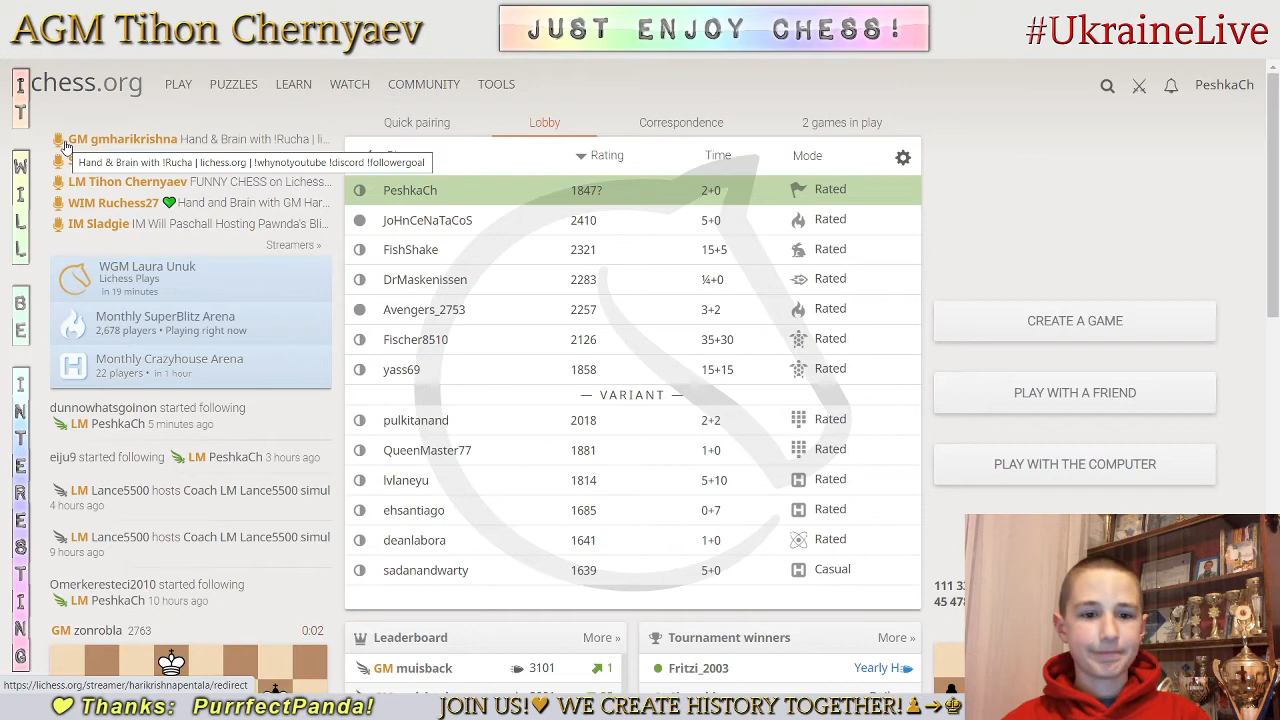 AGM Tihon Chernyaev
JUST ENJOY CHESS!
#UkraineLive
IT WILL BE INTERESTING
chess.org
PLAY PUZZLES LEARN WATCH COMMUNITY TOOLS
PeshkaCh
GM gmharikrishna Hand & Brain with !Rucha | li...
Hand & Brain with !Rucha | lichess.org | !whynotyoutube !discord !followergoal
LM Tihon Chernyaev FUNNY CHESS on Lichess...
WIM Ruchess27 💚 Hand and Brain with GM Har...
IM Sladgie IM Will Paschall Hosting Pawnda's Bli...
Streamers »
WGM Laura Unuk
Lichess Plays
in 19 minutes
Monthly SuperBlitz Arena
2,678 players • Playing right now
Monthly Crazyhouse Arena
22 players • in 1 hour
dunnowhatsgoinon started following
LM PeshkaCh 5 minutes ago
eiju9 started following LM PeshkaCh 3 hours ago
LM Lance5500 hosts Coach LM Lance5500 simul
4 hours ago
LM Lance5500 hosts Coach LM Lance5500 simul
9 hours ago
Omerkeresteci2010 started following
LM PeshkaCh 10 hours ago
GM zonrobla 2763 0:02
https://lichess.org/streamer/harikrishnapentala/redirect
Quick pairing Lobby Correspondence 2 games in play
Rating Time Mode
PeshkaCh 1847? 2+0 Rated
JoHnCeNaTaCoS 2410 5+0 Rated
FishShake 2321 15+5 Rated
DrMaskenissen 2283 ¼+0 Rated
Avengers_2753 2257 3+2 Rated
Fischer8510 2126 35+30 Rated
yass69 1858 15+15 Rated
— VARIANT —
pulkitanand 2018 2+2 Rated
QueenMaster77 1881 1+0 Rated
lvlaneyu 1814 5+10 Rated
ehsantiago 1685 0+7 Rated
deanlabora 1641 1+0 Rated
sadanandwarty 1639 5+0 Casual
Leaderboard More »
GM muisback 3101 1
Tournament winners More »
Fritzi_2003 Yearly H
CREATE A GAME
PLAY WITH A FRIEND
PLAY WITH THE COMPUTER
111 33
45 478
Thanks: PurrfectPanda!
JOIN US! WE CREATE HISTORY TOGETHER!